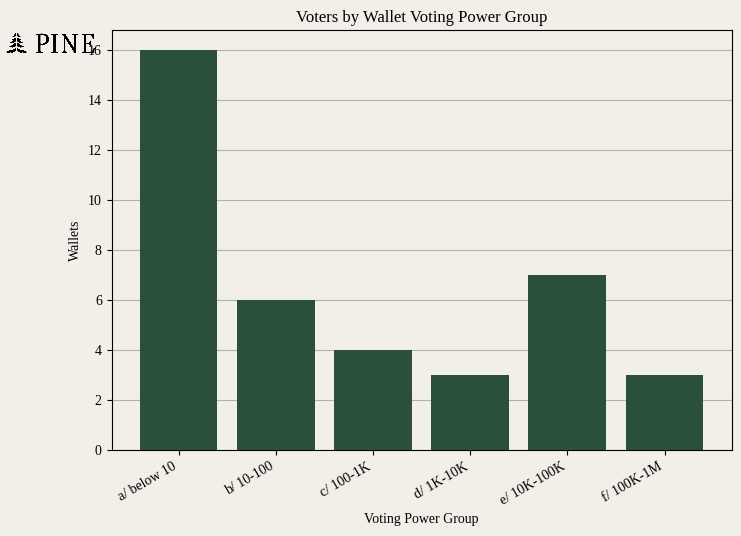 Voters by Wallet Voting Power Group
PINE
16
14
12
10
8
6
4
2
0
Wallets
a/ below 10
b/ 10-100
c/ 100-1K
d/ 1K-10K
e/ 10K-100K
f/ 100K-1M
Voting Power Group